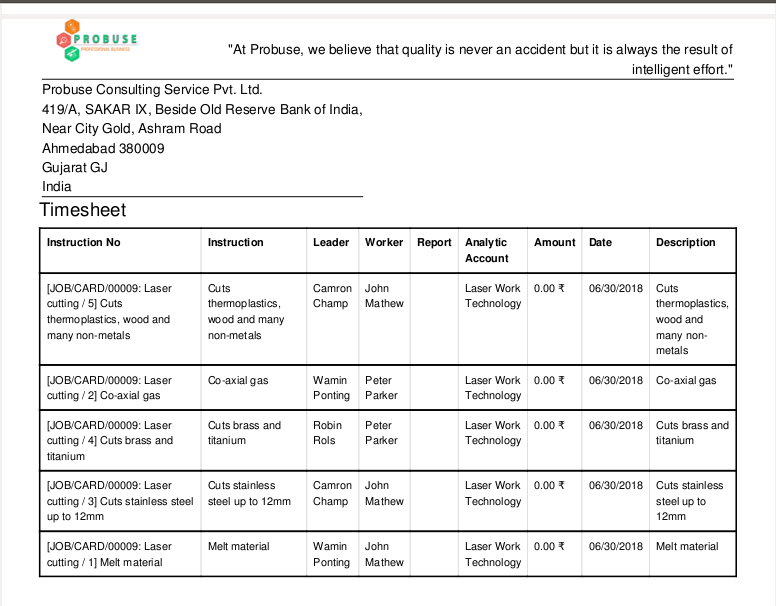 PROBUSE
PROFESSIONAL BUSINESS
"At Probuse, we believe that quality is never an accident but it is always the result of
intelligent effort."
Probuse Consulting Service Pvt. Ltd.
419/A, SAKAR IX, Beside Old Reserve Bank of India,
Near City Gold, Ashram Road
Ahmedabad 380009
Gujarat GJ
India
Timesheet
Instruction No Instruction Leader Worker Report Analytic Amount Date Description
Account
[JOB/CARD/00009: Laser Cuts Camron John Laser Work 0.00 ₹ 06/30/2018 Cuts
cutting / 5] Cuts thermoplastics, Champ Mathew Technology thermoplastics,
thermoplastics, wood and wood and many wood and
many non-metals non-metals many non-
metals
[JOB/CARD/00009: Laser Co-axial gas Wamin Peter Laser Work 0.00 ₹ 06/30/2018 Co-axial gas
cutting / 2] Co-axial gas Ponting Parker Technology
[JOB/CARD/00009: Laser Cuts brass and Robin Peter Laser Work 0.00 ₹ 06/30/2018 Cuts brass and
cutting / 4] Cuts brass and titanium Rols Parker Technology titanium
titanium
[JOB/CARD/00009: Laser Cuts stainless Camron John Laser Work 0.00 ₹ 06/30/2018 Cuts stainless
cutting / 3] Cuts stainless steel steel up to 12mm Champ Mathew Technology steel up to
up to 12mm 12mm
[JOB/CARD/00009: Laser Melt material Wamin John Laser Work 0.00 ₹ 06/30/2018 Melt material
cutting / 1] Melt material Ponting Mathew Technology